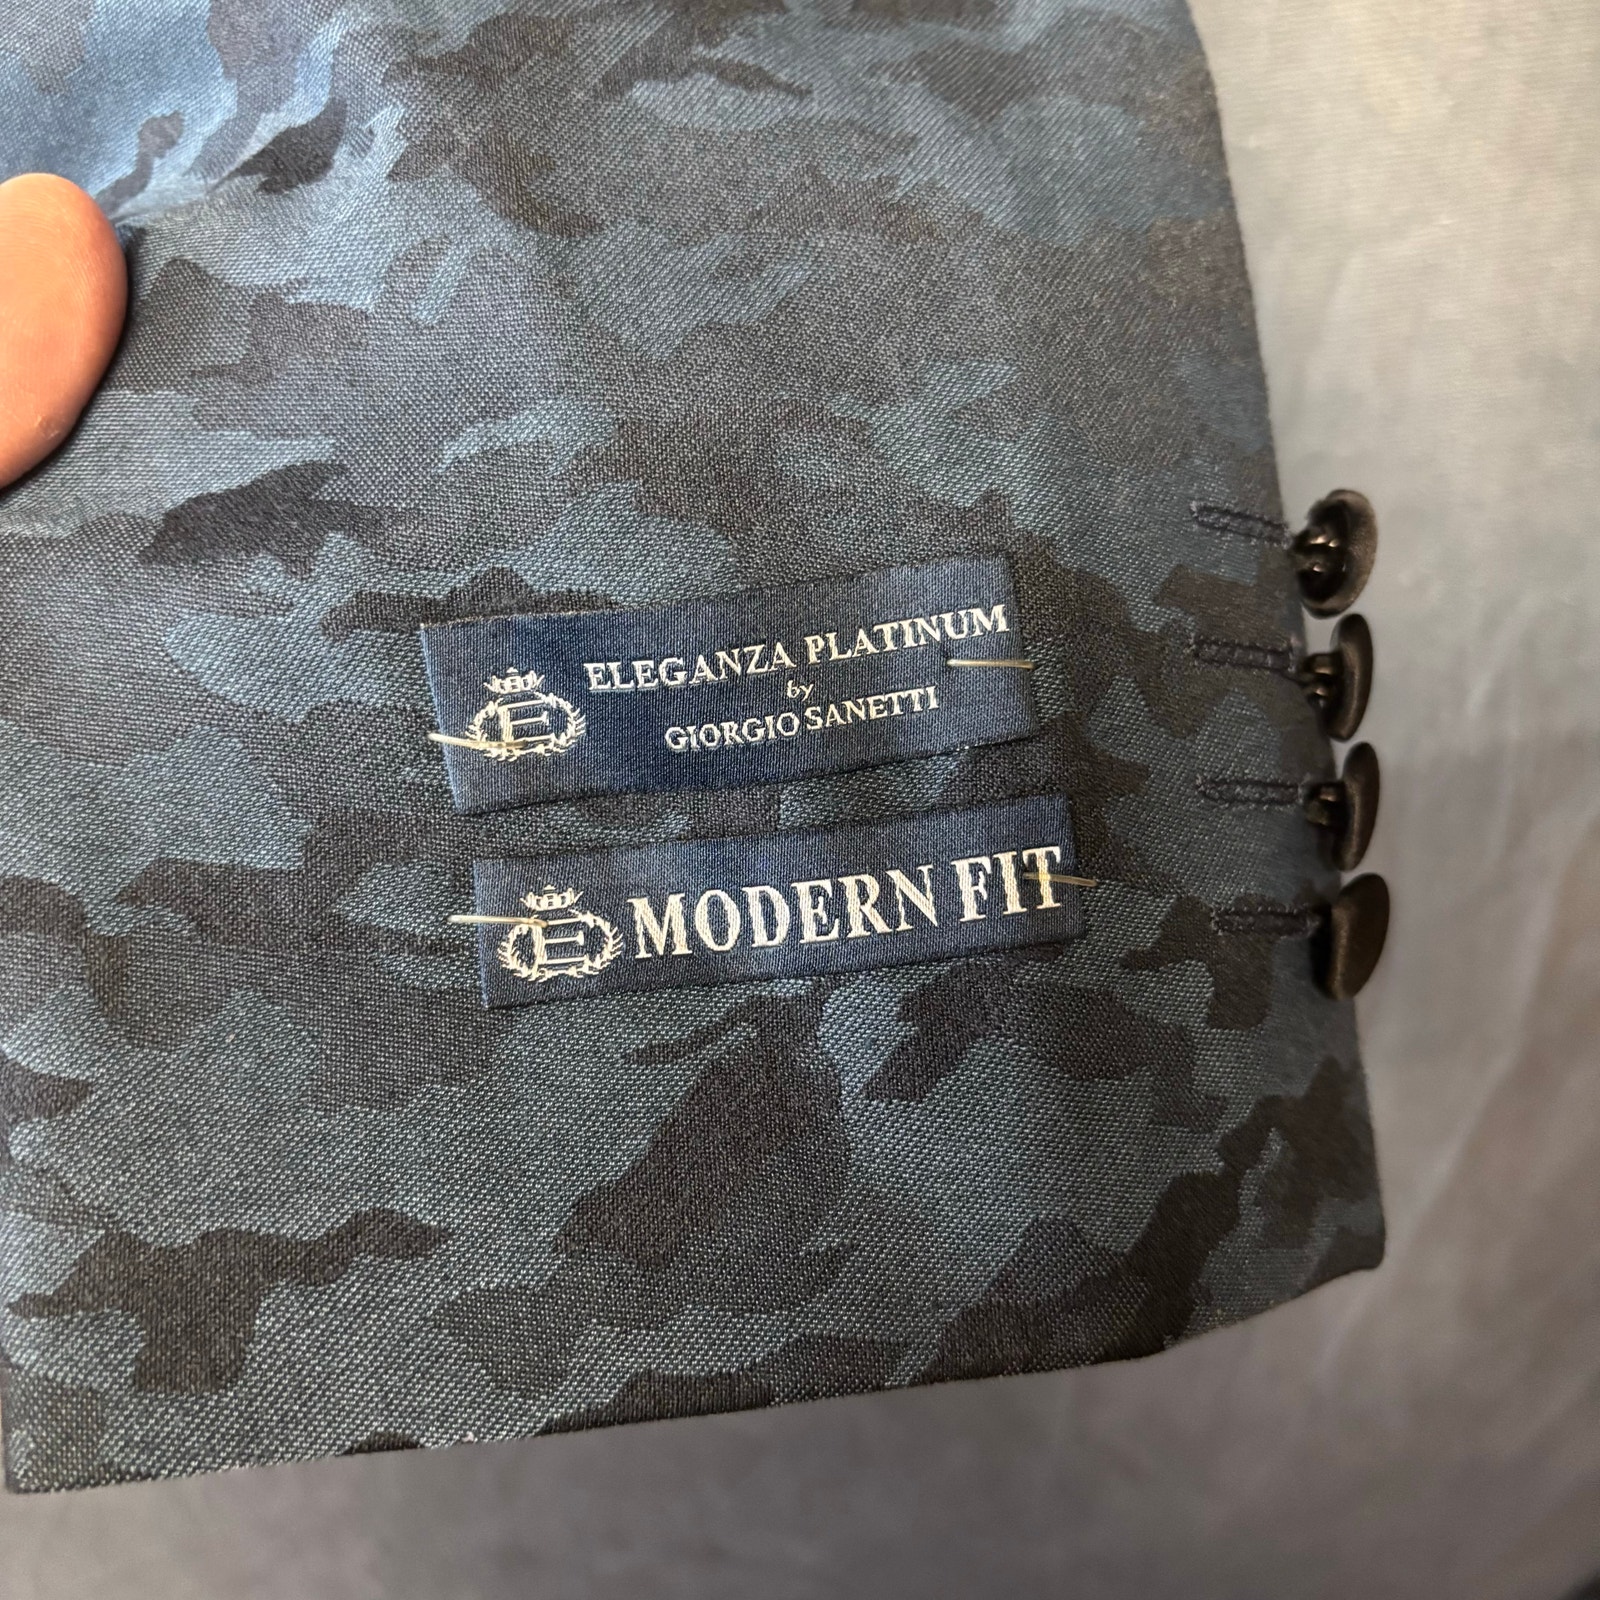 E
ELEGANZA PLATINUM
by
GIORGIO SANETTI
E
MODERN FIT